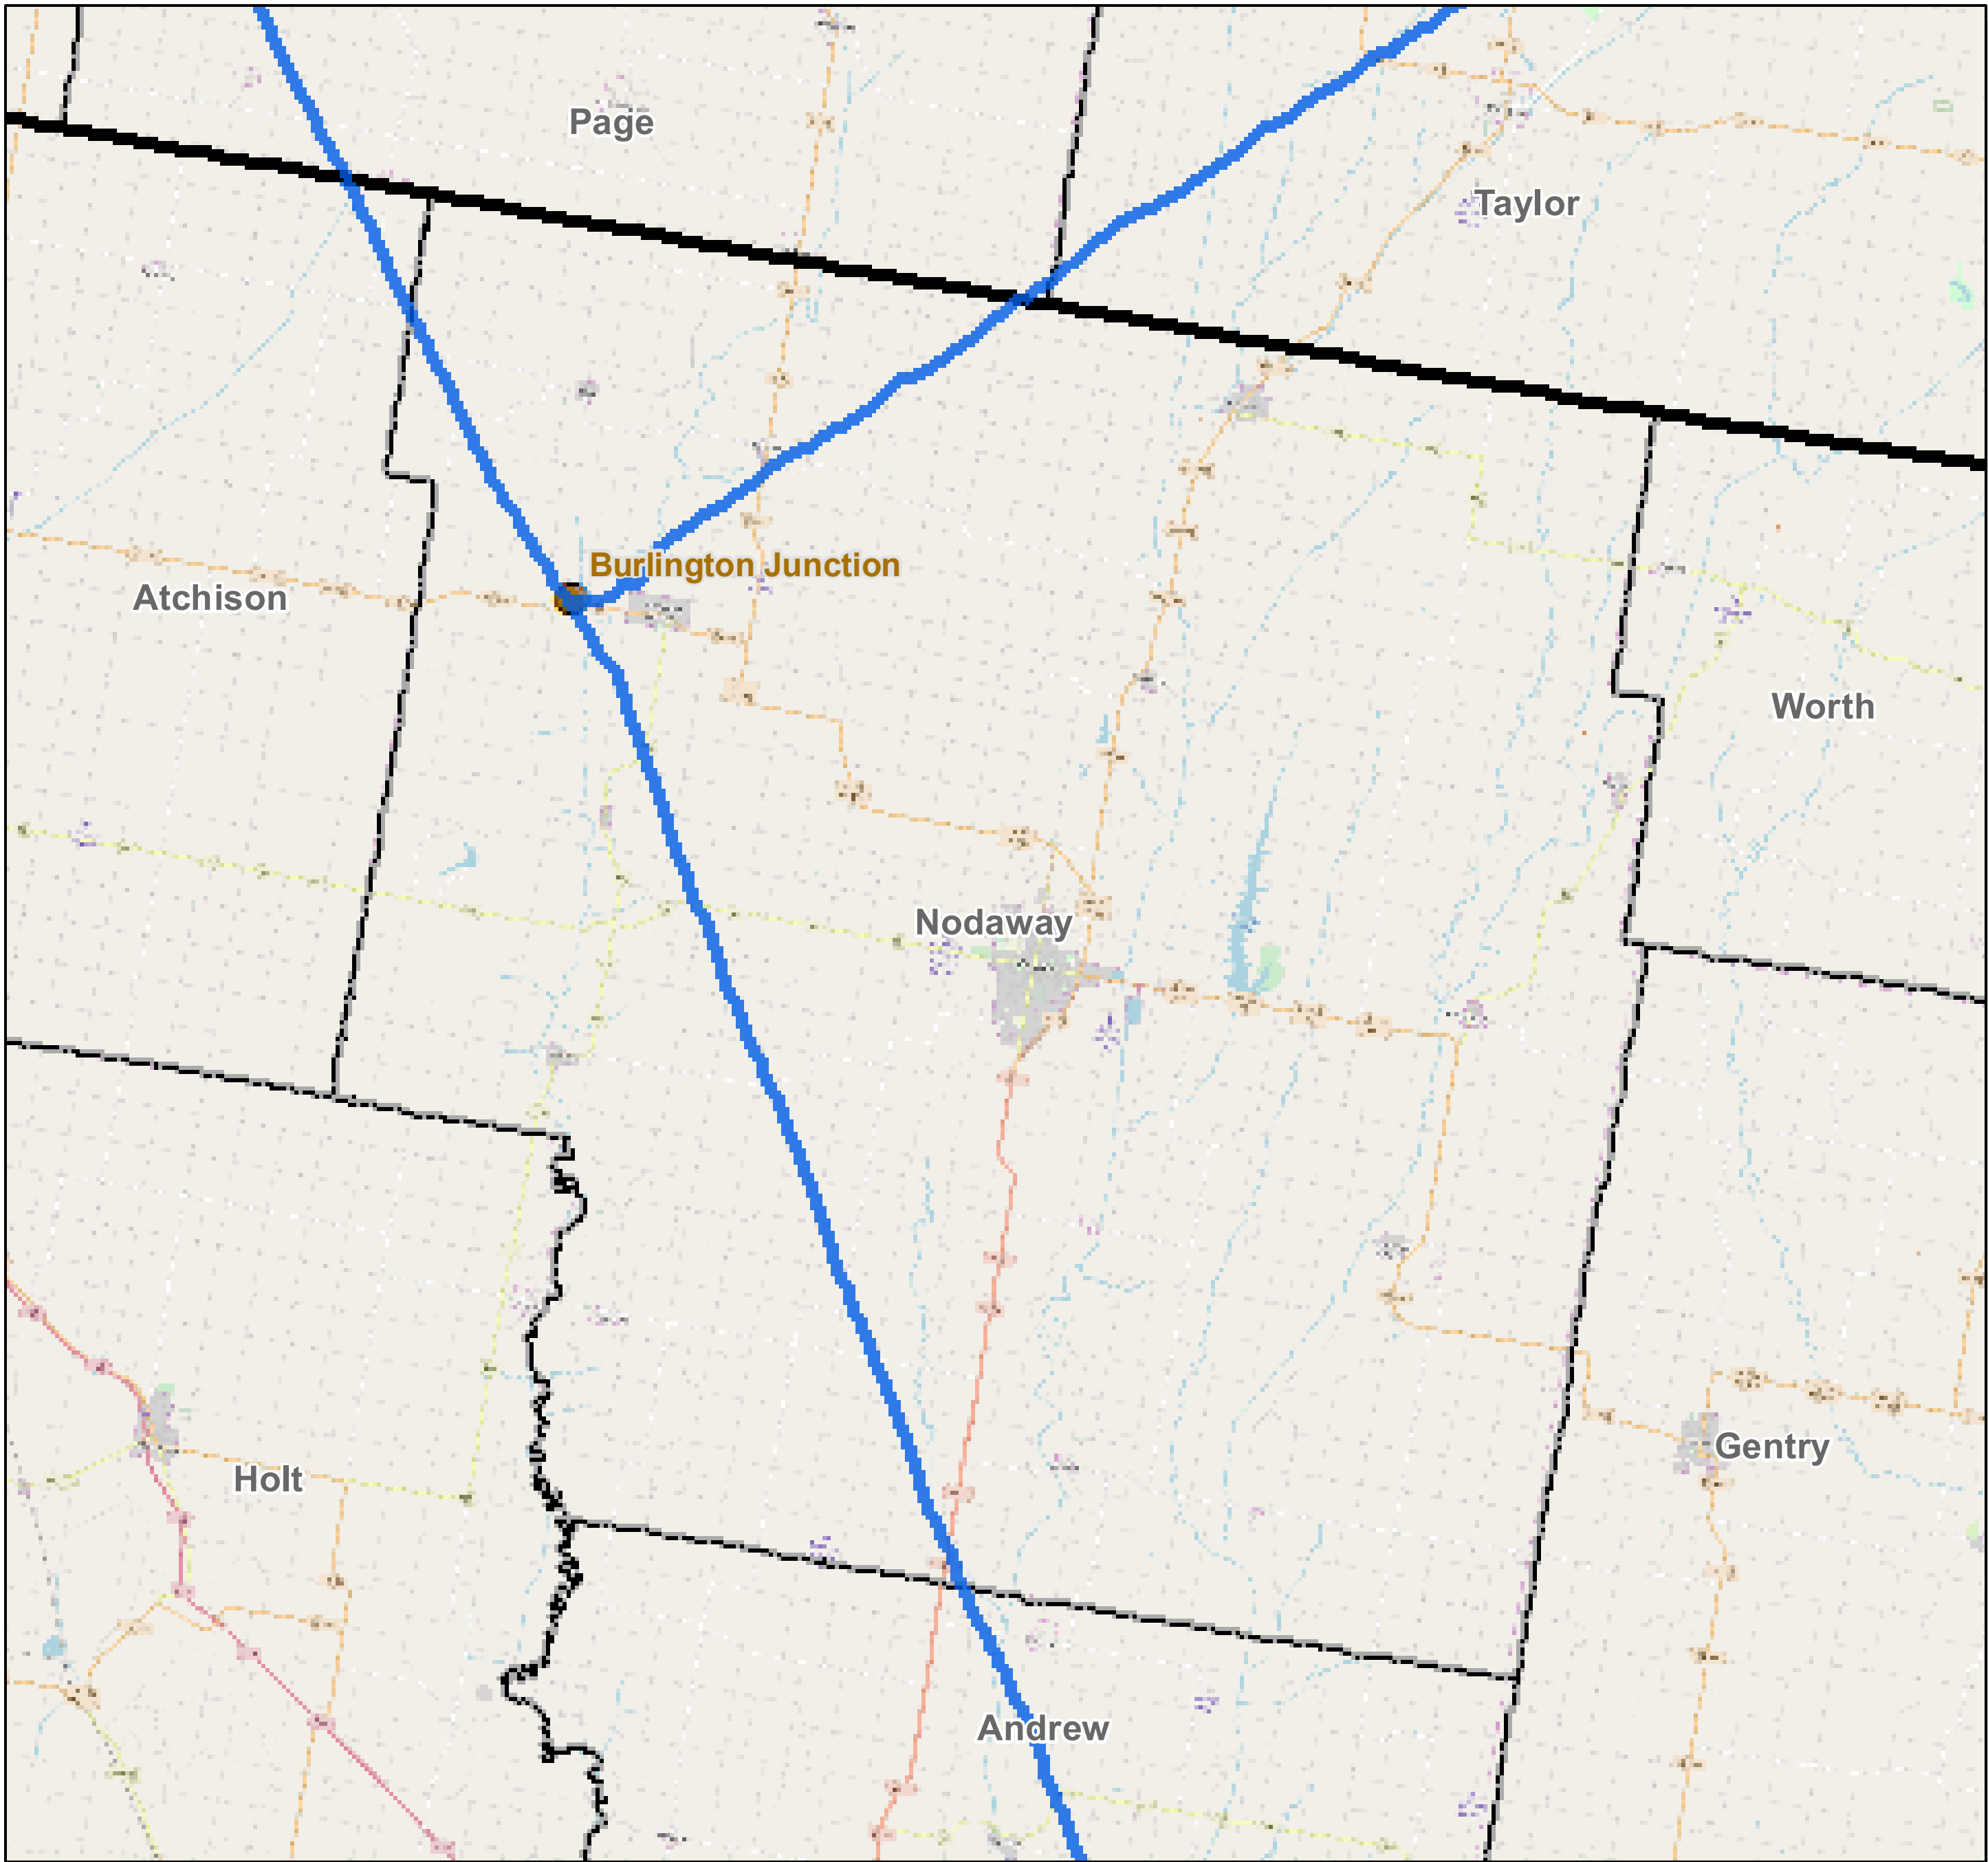 Page
Taylor
Burlington Junction
Atchison
Worth
Nodaway
Gentry
Holt
Andrew